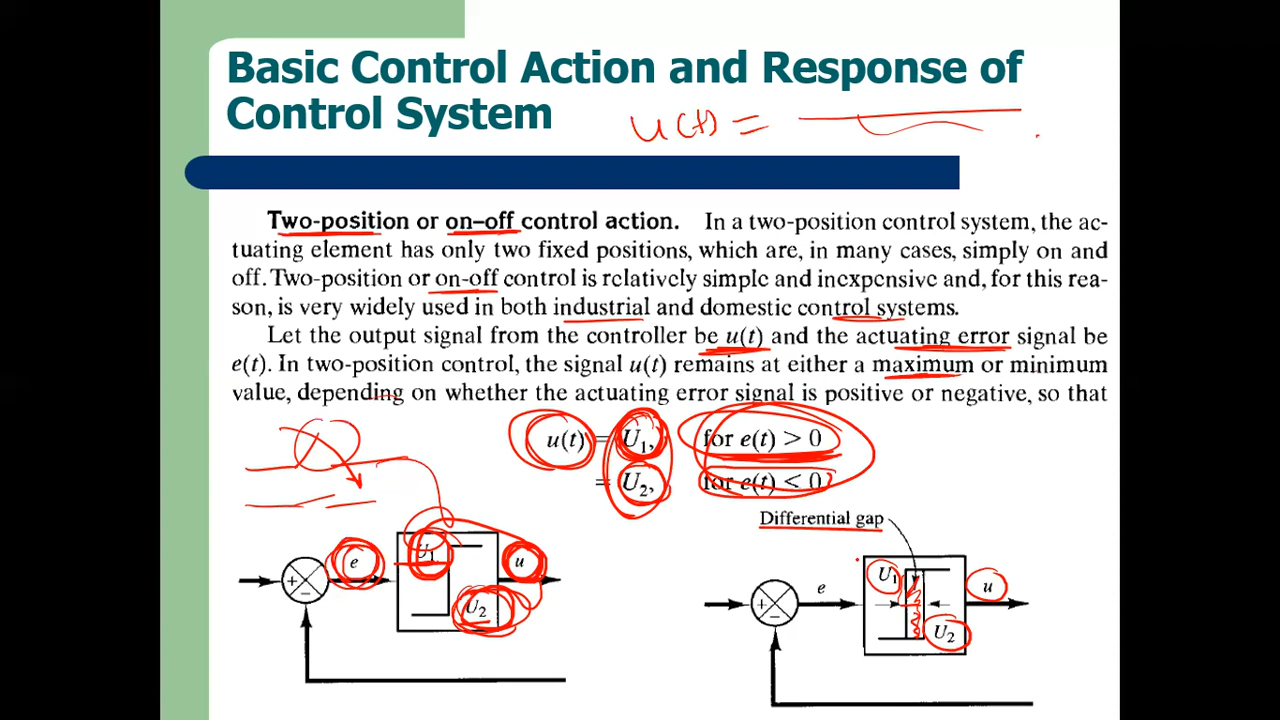 Basic Control Action and Response of
Control System
u(t) =
Two-position or on–off control action. In a two-position control system, the ac-
tuating element has only two fixed positions, which are, in many cases, simply on and
off. Two-position or on-off control is relatively simple and inexpensive and, for this rea-
son, is very widely used in both industrial and domestic control systems.
Let the output signal from the controller be u(t) and the actuating error signal be
e(t). In two-position control, the signal u(t) remains at either a maximum or minimum
value, depending on whether the actuating error signal is positive or negative, so that
u(t) = U₁, for e(t) > 0
= U₂, for e(t) < 0
Differential gap
+ − e U₁ U₂ u
+ − e U₁ U₂ u